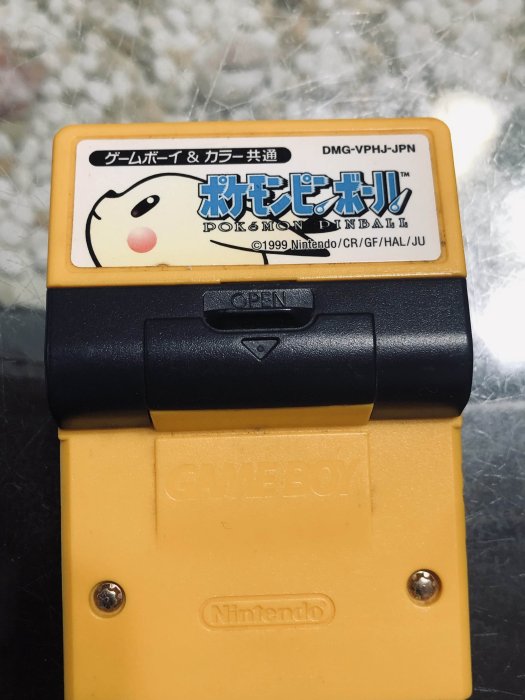 ゲームボーイ & カラー共通
DMG-VPHJ-JPN
ポケモンピンボール
POKéMON PINBALL
©1999 Nintendo/CR/GF/HAL/JU
OPEN
GAME BOY
Nintendo